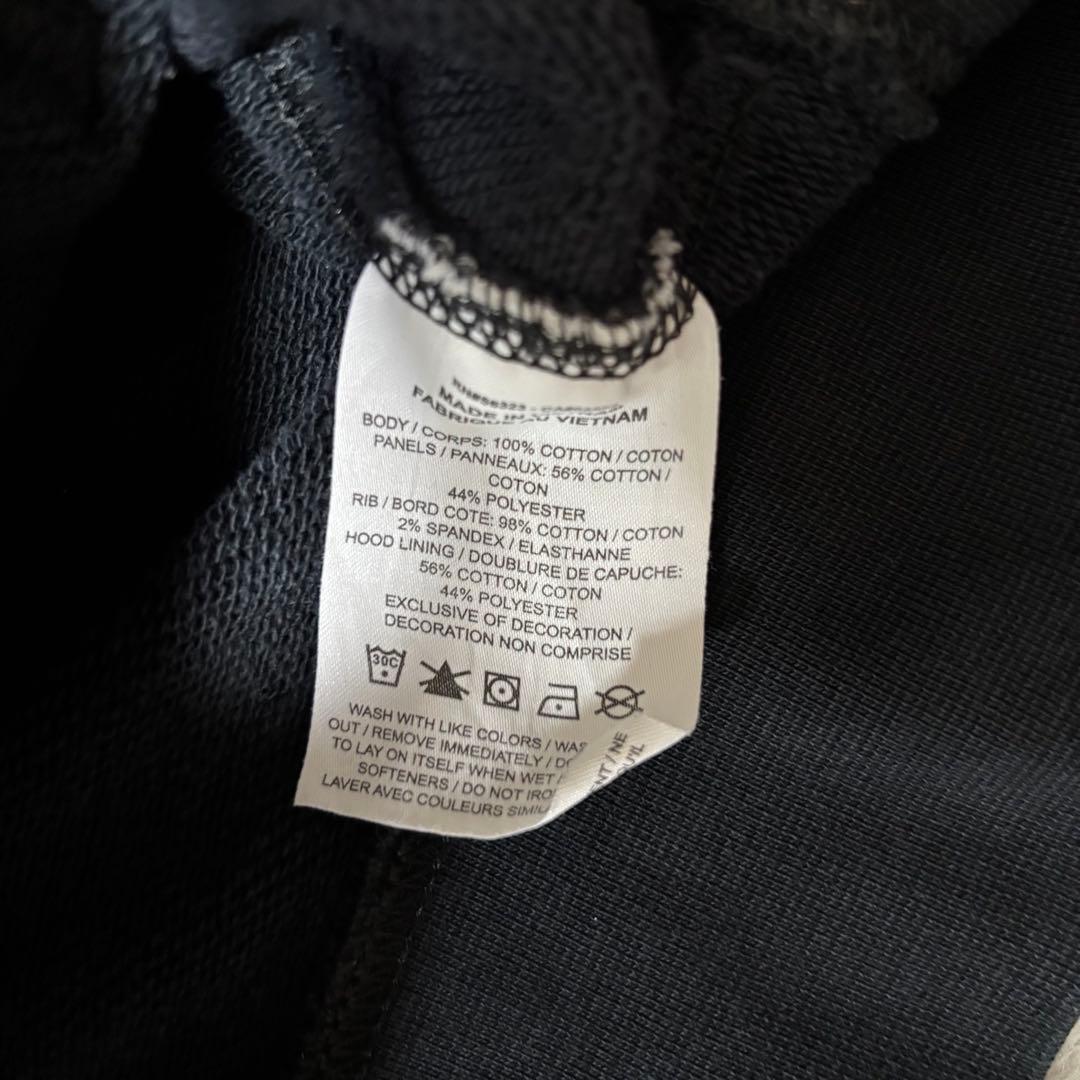 MADE IN
FABRIQUE AU VIETNAM
BODY / CORPS: 100% COTTON / COTON
PANELS / PANNEAUX: 56% COTTON /
COTON
44% POLYESTER
RIB / BORD COTE: 98% COTTON / COTON
2% SPANDEX / ELASTHANNE
HOOD LINING / DOUBLURE DE CAPUCHE:
56% COTTON / COTON
44% POLYESTER
EXCLUSIVE OF DECORATION /
DECORATION NON COMPRISE
30C
WASH WITH LIKE COLORS /
OUT / REMOVE IMMEDIATELY /
TO LAY ON ITSELF WHEN WET /
SOFTENERS / DO NOT
LAVER AVEC COULEURS
/ NE